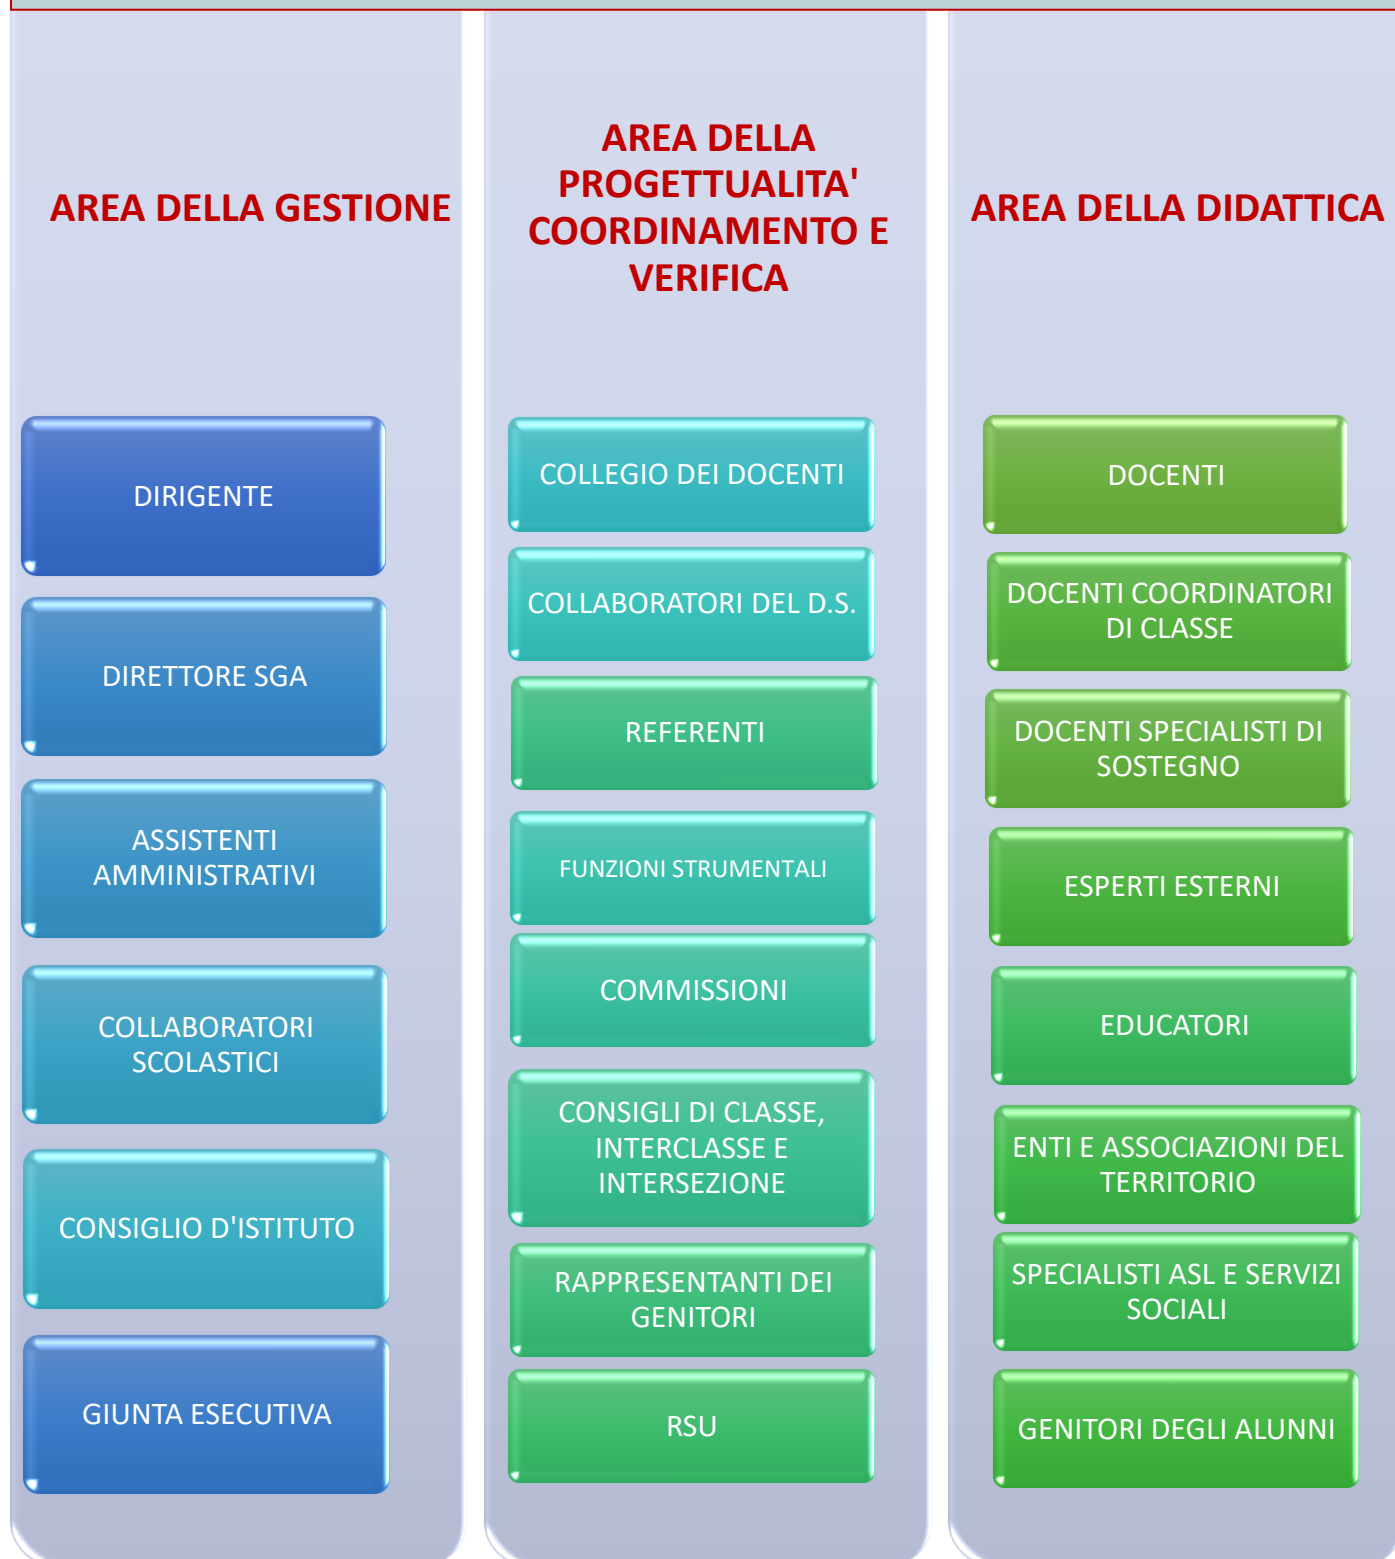 AREA DELLA GESTIONE
DIRIGENTE
DIRETTORE SGA
ASSISTENTI
AMMINISTRATIVI
COLLABORATORI
SCOLASTICI
CONSIGLIO D'ISTITUTO
GIUNTA ESECUTIVA
AREA DELLA
PROGETTUALITA'
COORDINAMENTO E
VERIFICA
COLLEGIO DEI DOCENTI
COLLABORATORI DEL D.S.
REFERENTI
FUNZIONI STRUMENTALI
COMMISSIONI
CONSIGLI DI CLASSE,
INTERCLASSE E
INTERSEZIONE
RAPPRESENTANTI DEI
GENITORI
RSU
AREA DELLA DIDATTICA
DOCENTI
DOCENTI COORDINATORI
DI CLASSE
DOCENTI SPECIALISTI DI
SOSTEGNO
ESPERTI ESTERNI
EDUCATORI
ENTI E ASSOCIAZIONI DEL
TERRITORIO
SPECIALISTI ASL E SERVIZI
SOCIALI
GENITORI DEGLI ALUNNI